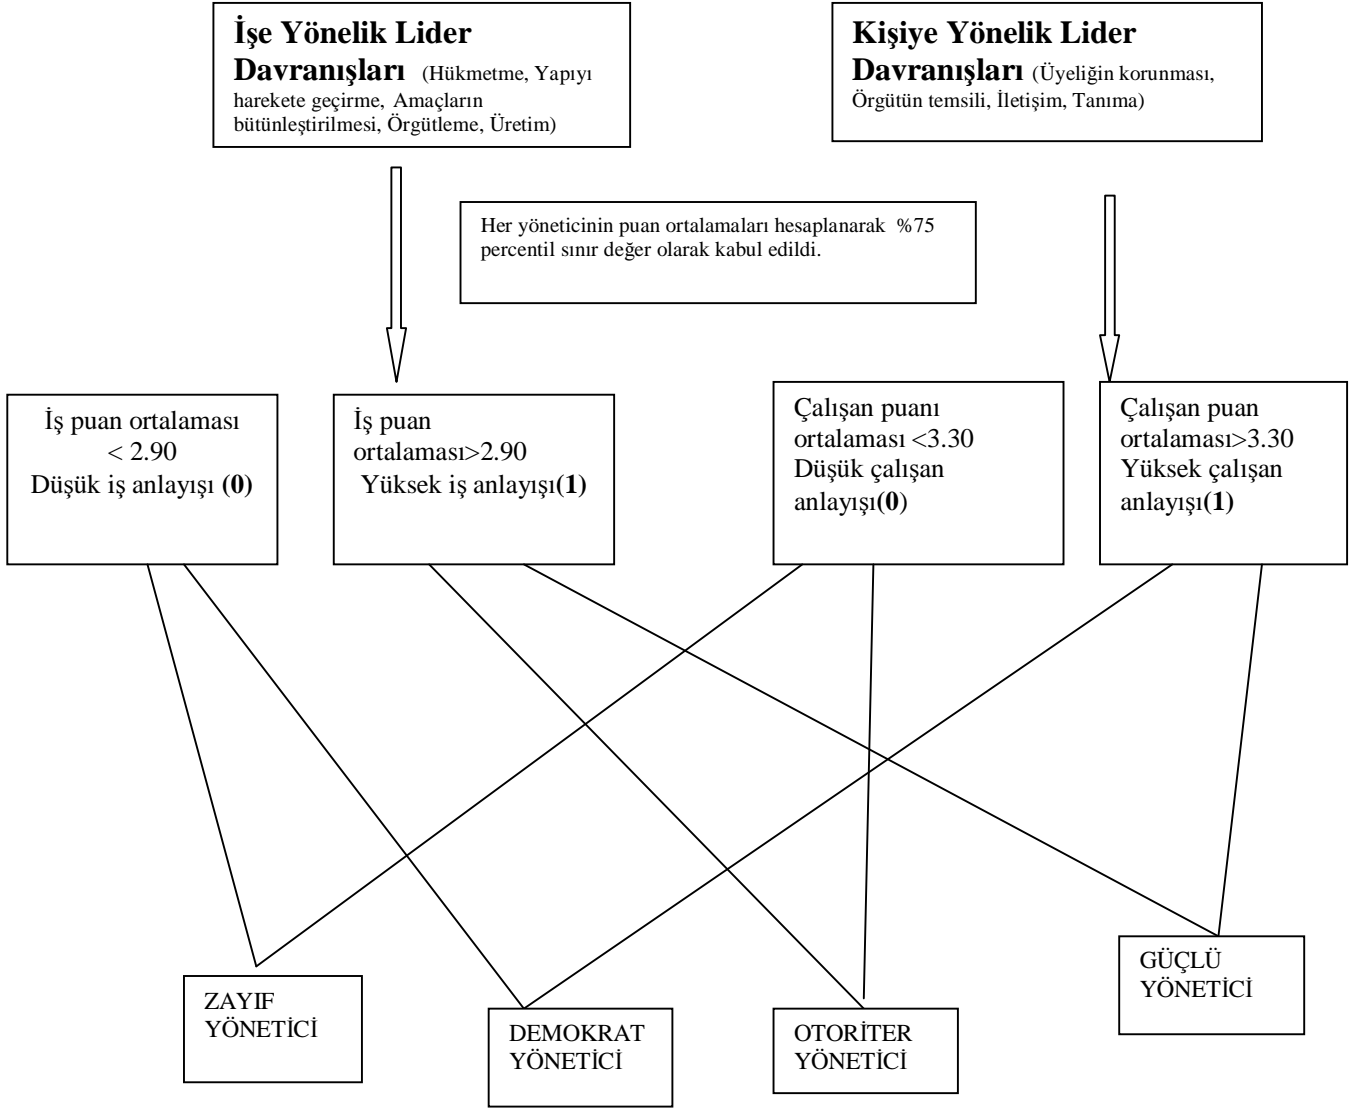 İşe Yönelik Lider
Davranışları (Hükmetme, Yapıyı
harekete geçirme, Amaçların
bütünleştirilmesi, Örgütleme, Üretim)
Kişiye Yönelik Lider
Davranışları (Üyeliğin korunması,
Örgütün temsili, İletişim, Tanıma)
Her yöneticinin puan ortalamaları hesaplanarak %75
percentil sınır değer olarak kabul edildi.
İş puan ortalaması
< 2.90
Düşük iş anlayışı (0)
İş puan
ortalaması>2.90
Yüksek iş anlayışı(1)
Çalışan puanı
ortalaması <3.30
Düşük çalışan
anlayışı(0)
Çalışan puan
ortalaması>3.30
Yüksek çalışan
anlayışı(1)
ZAYIF
YÖNETİCİ
DEMOKRAT
YÖNETİCİ
OTORİTER
YÖNETİCİ
GÜÇLÜ
YÖNETİCİ